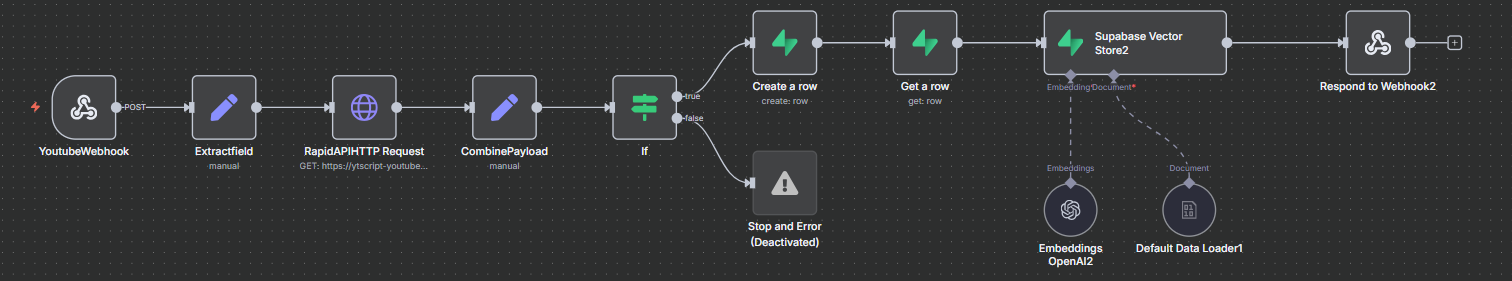 POST
YoutubeWebhook
Extractfield
manual
RapidAPIHTTP Request
GET: https://ytscript-youtube...
CombinePayload
manual
If
true
false
Create a row
create: row
Get a row
get: row
Supabase Vector
Store2
Embedding*
Document*
Respond to Webhook2
Stop and Error
(Deactivated)
Embeddings
Document
Embeddings
OpenAI2
Default Data Loader1